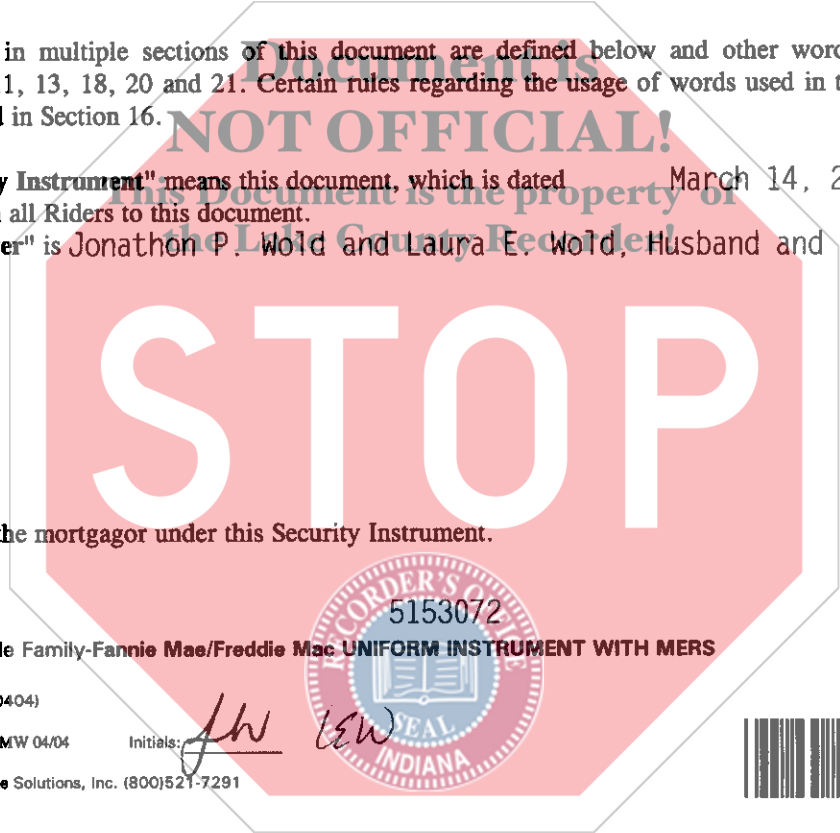 in multiple sections of this document are defined below and other wor
1, 13, 18, 20 and 21. Certain rules regarding the usage of words used in
in Section 16.
Document is
NOT OFFICIAL!
This Document is the property of
the Lake County Recorder!
y Instrument" means this document, which is dated March 14, 2
all Riders to this document.
er" is Jonathon P. Wold and Laura E. Wold, Husband and
STOP
he mortgagor under this Security Instrument.
RECORDER'S OFFICE
5153072
le Family-Fannie Mae/Freddie Mac UNIFORM INSTRUMENT WITH MERS
0404)
MW 04/04 Initials: JW LEW
SEAL
INDIANA
e Solutions, Inc. (800)521-7291